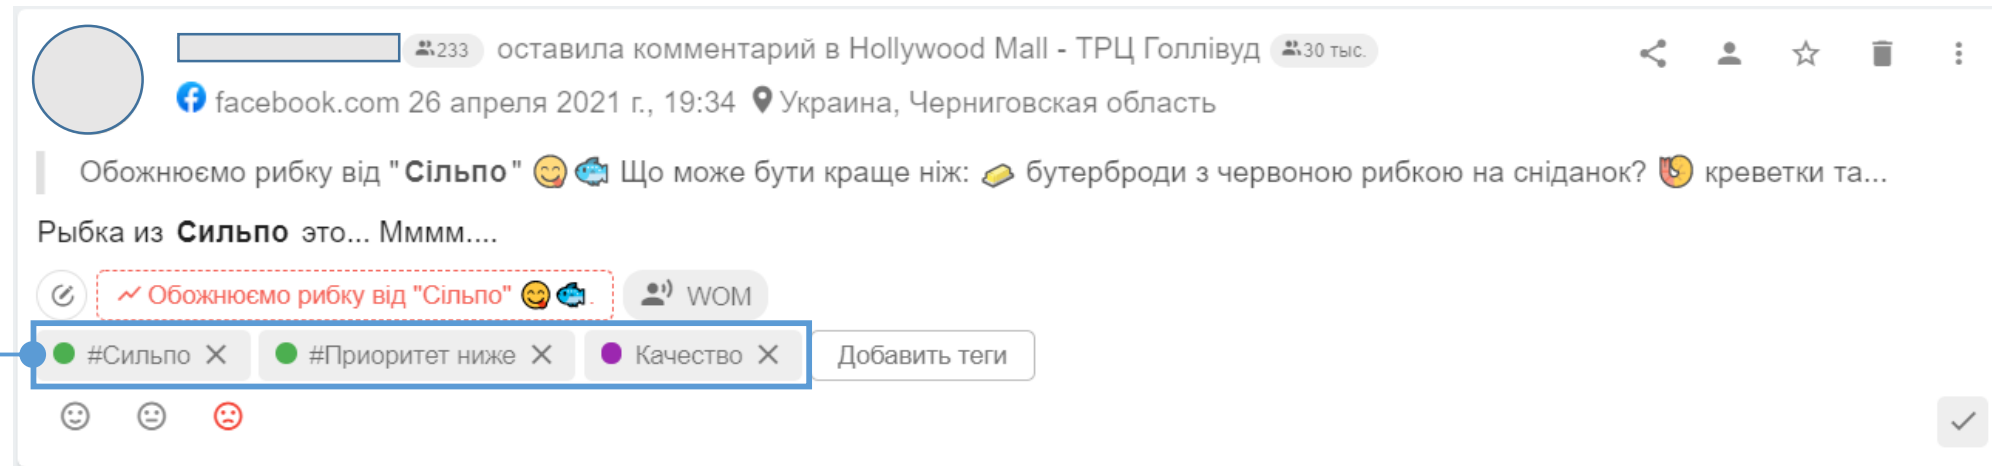 233 оставила комментарий в Hollywood Mall - ТРЦ Голлівуд 30 тыс.
facebook.com 26 апреля 2021 г., 19:34 Украина, Черниговская область
Обожнюємо рибку від "Сільпо" 😋🐟 Що може бути краще ніж: 🧈 бутерброди з червоною рибкою на сніданок? 🍤 креветки та...
Рыбка из Сильпо это... Мммм....
Обожнюємо рибку від "Сільпо" 😋🐟. WOM
#Сильпо #Приоритет ниже Качество Добавить теги